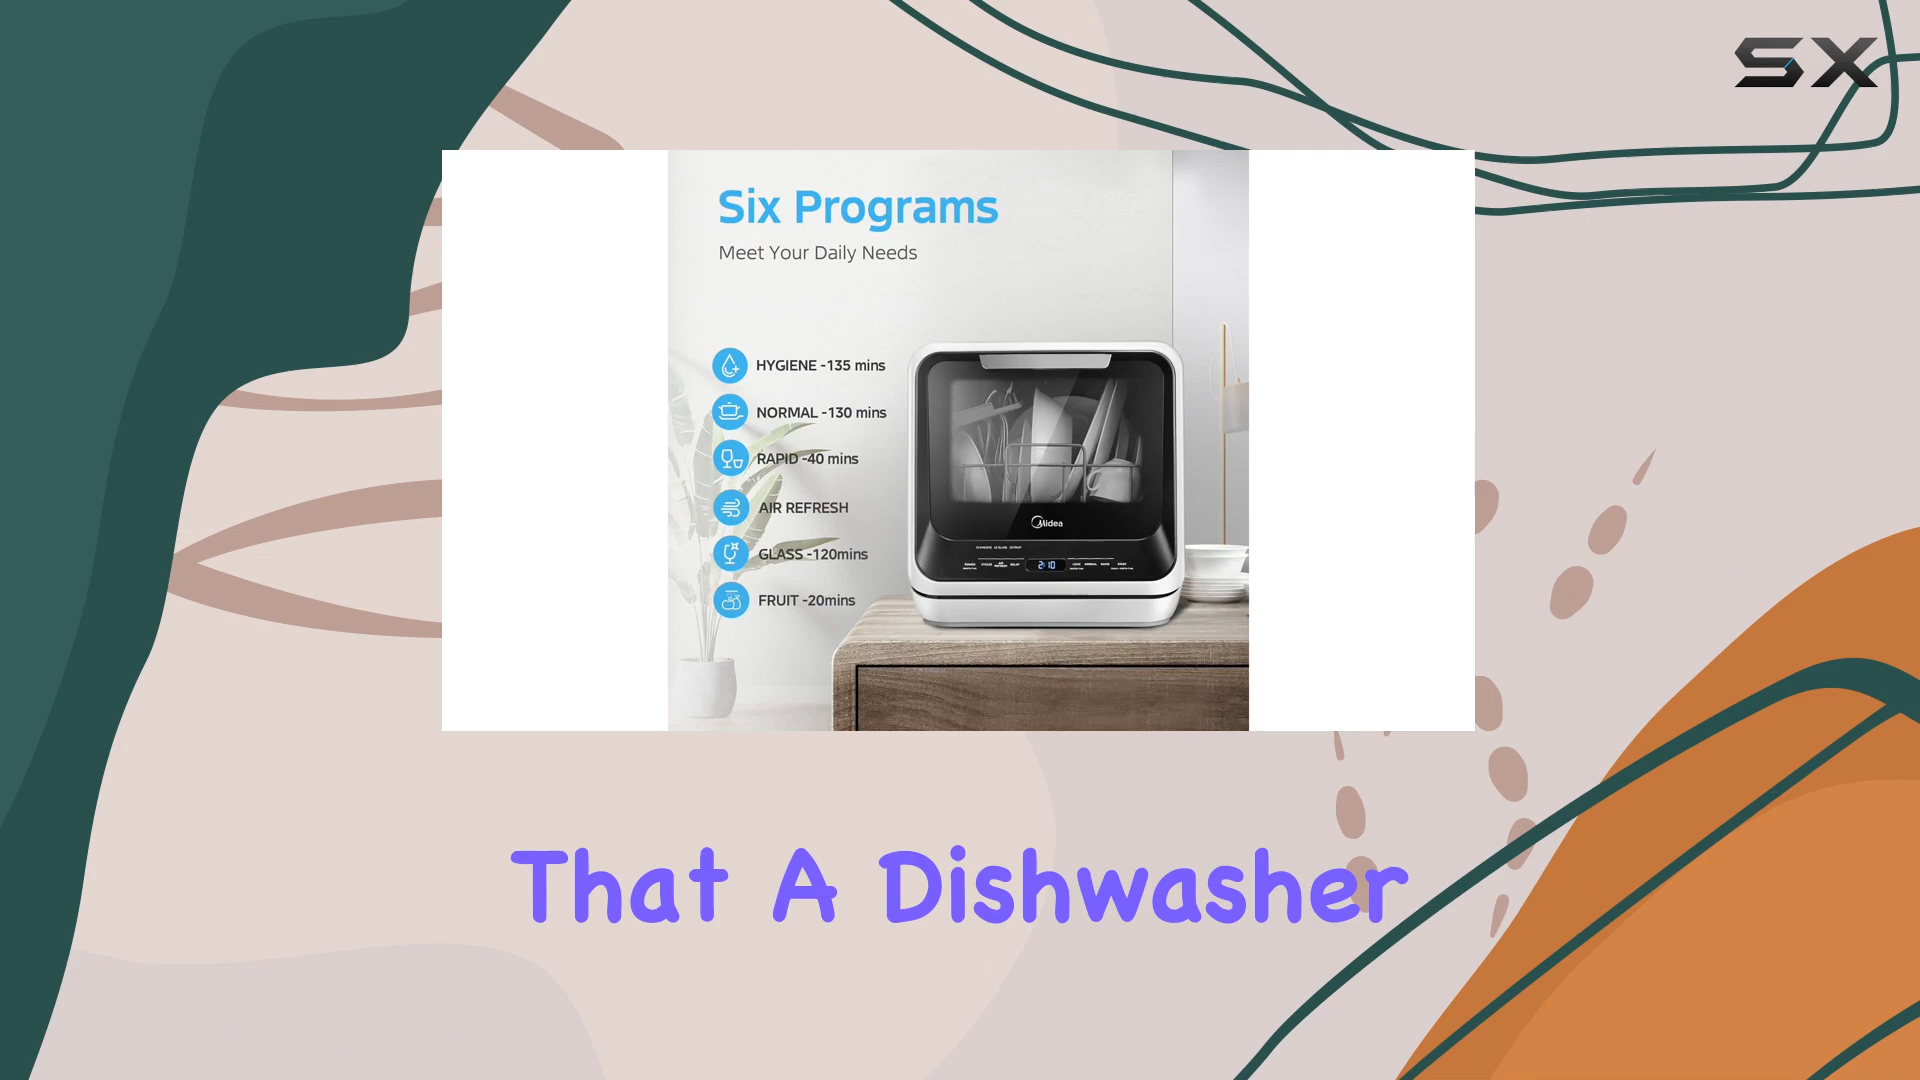 SX
Six Programs
Meet Your Daily Needs
HYGIENE -135 mins
NORMAL -130 mins
RAPID -40 mins
AIR REFRESH
GLASS -120mins
FRUIT -20mins
Midea
2:10
That A Dishwasher